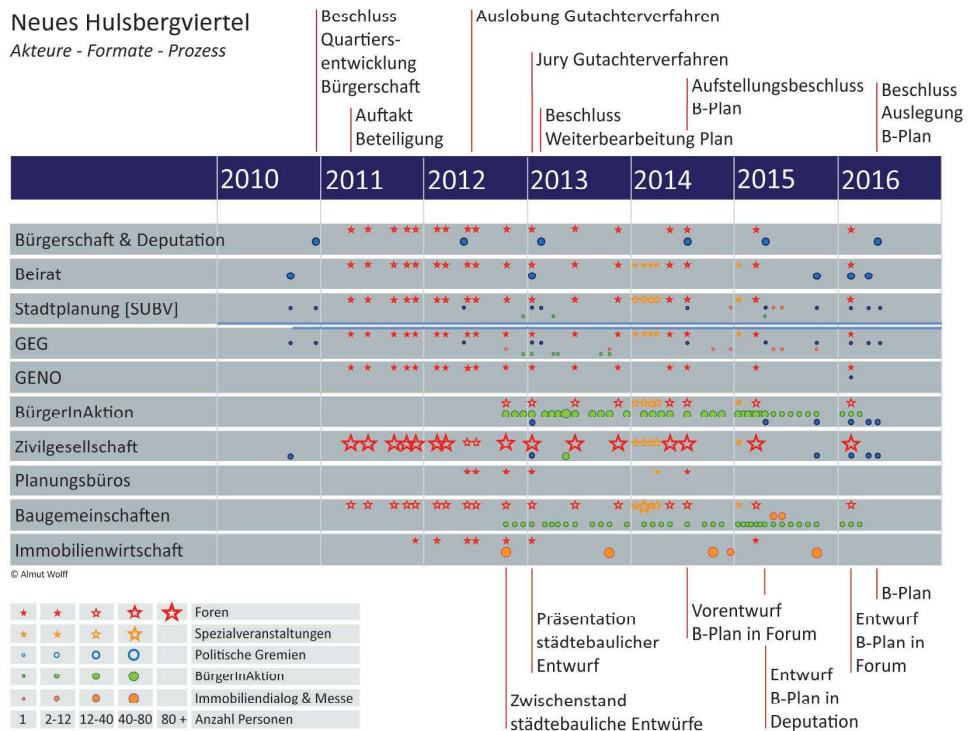 Neues Hulsbergviertel
Akteure - Formate - Prozess
Beschluss
Quartiers-
entwicklung
Bürgerschaft
Auftakt
Beteiligung
Auslobung Gutachterverfahren
Jury Gutachterverfahren
Beschluss
Weiterbearbeitung Plan
Aufstellungsbeschluss
B-Plan
Beschluss
Auslegung
B-Plan
2010 2011 2012 2013 2014 2015 2016
Bürgerschaft & Deputation
Beirat
Stadtplanung [SUBV]
GEG
GENO
BürgerInAktion
Zivilgesellschaft
Planungsbüros
Baugemeinschaften
Immobilienwirtschaft
© Almut Wolff
Foren
Spezialveranstaltungen
Politische Gremien
BürgerInAktion
Immobiliendialog & Messe
1 2-12 12-40 40-80 80 + Anzahl Personen
Zwischenstand
städtebauliche Entwürfe
Präsentation
städtebaulicher
Entwurf
Vorentwurf
B-Plan in Forum
Entwurf
B-Plan in
Deputation
Entwurf
B-Plan in
Forum
B-Plan